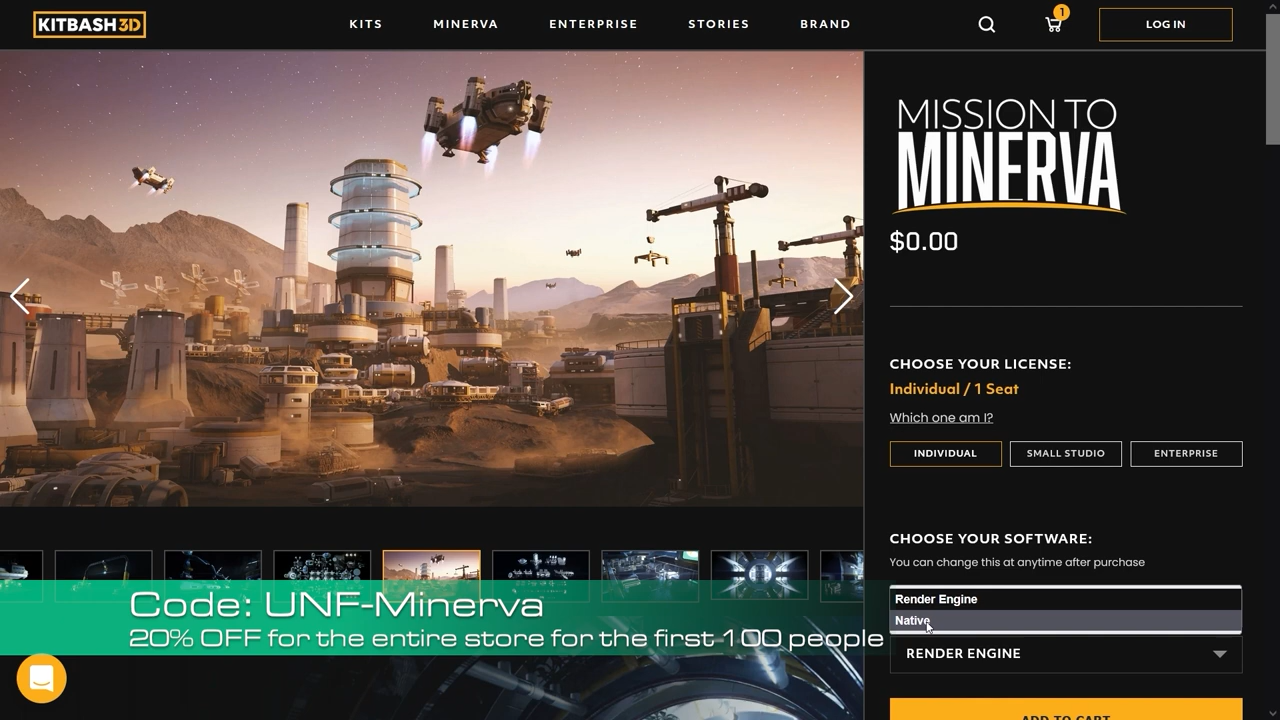 KITBASH3D
KITS
MINERVA
ENTERPRISE
STORIES
BRAND
1
LOG IN
MISSION TO
MINERVA
$0.00
CHOOSE YOUR LICENSE:
Individual / 1 Seat
Which one am I?
INDIVIDUAL
SMALL STUDIO
ENTERPRISE
CHOOSE YOUR SOFTWARE:
You can change this at anytime after purchase
Render Engine
Native
RENDER ENGINE
ADD TO CART
Code: UNF-Minerva
20% OFF for the entire store for the first 100 people